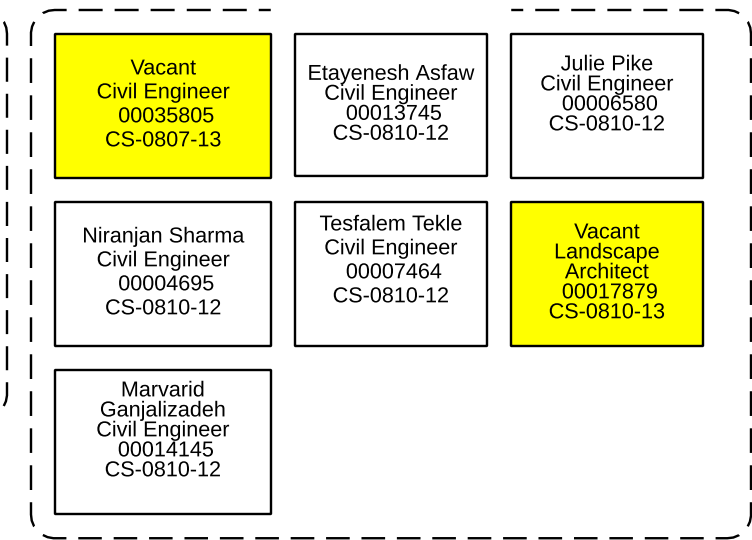 Vacant
Civil Engineer
00035805
CS-0807-13
Etayenesh Asfaw
Civil Engineer
00013745
CS-0810-12
Julie Pike
Civil Engineer
00006580
CS-0810-12
Niranjan Sharma
Civil Engineer
00004695
CS-0810-12
Tesfalem Tekle
Civil Engineer
00007464
CS-0810-12
Vacant
Landscape
Architect
00017879
CS-0810-13
Marvarid
Ganjalizadeh
Civil Engineer
00014145
CS-0810-12